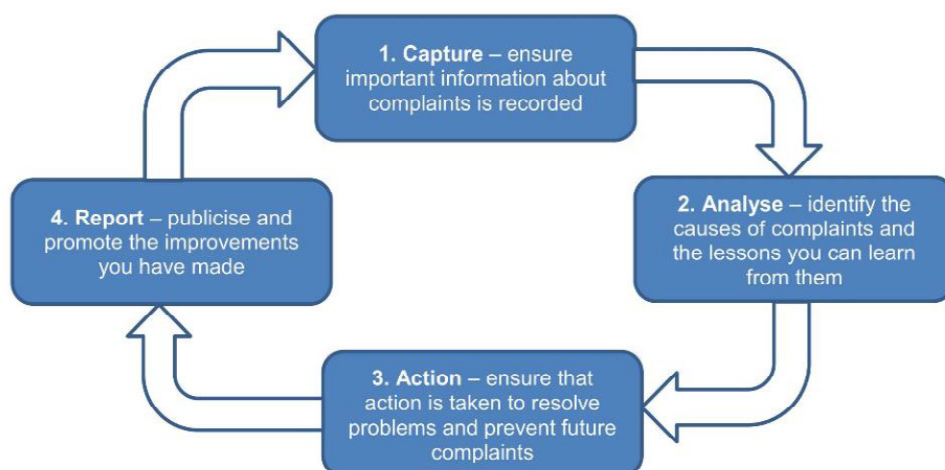 1. Capture – ensure
important information about
complaints is recorded
2. Analyse – identify the
causes of complaints and
the lessons you can learn
from them
3. Action – ensure that
action is taken to resolve
problems and prevent future
complaints
4. Report – publicise and
promote the improvements
you have made